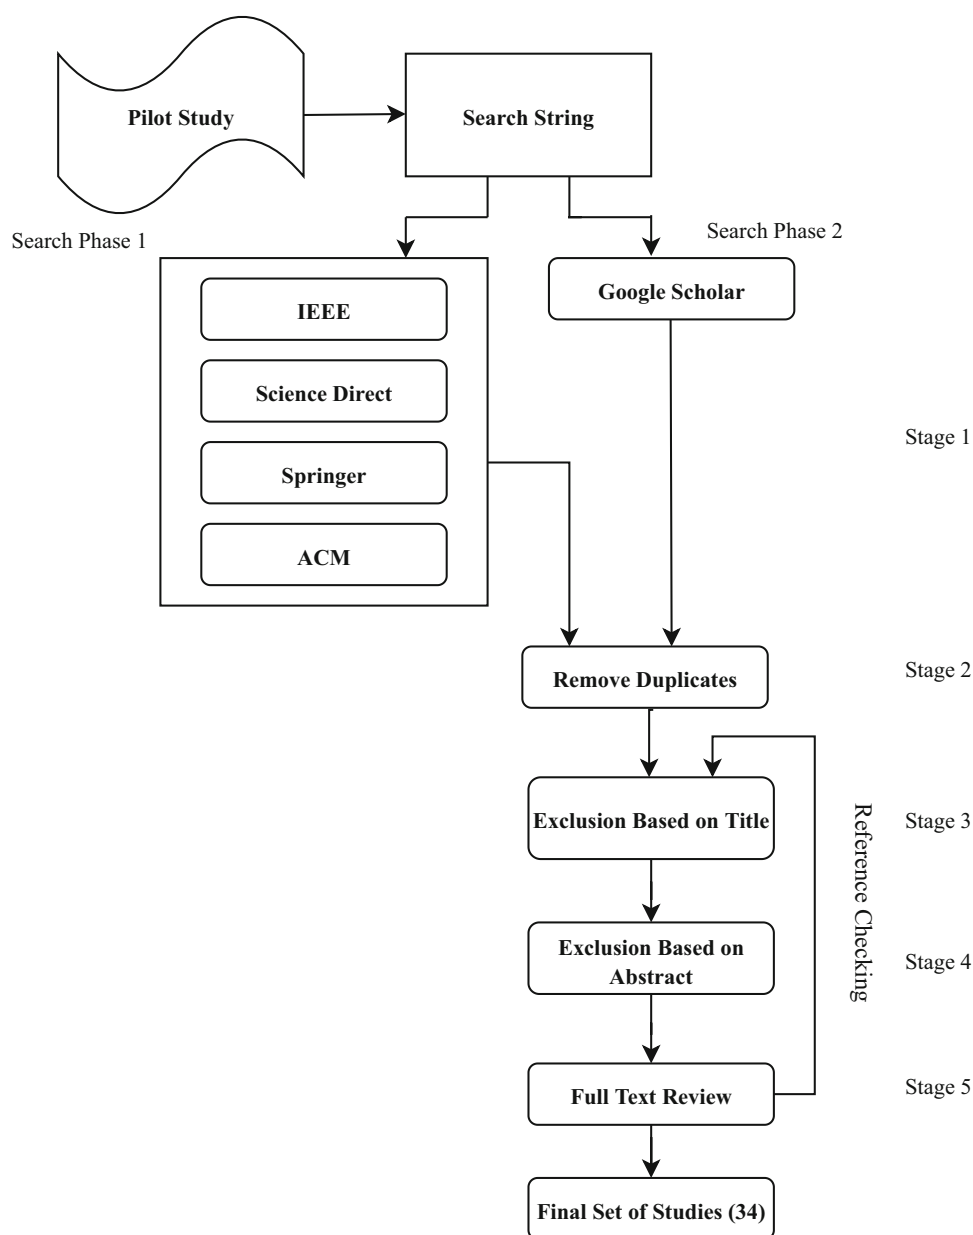 Pilot Study
Search String
Search Phase 1
Search Phase 2
IEEE
Science Direct
Springer
ACM
Google Scholar
Stage 1
Remove Duplicates
Stage 2
Exclusion Based on Title
Stage 3
Reference Checking
Exclusion Based on
Abstract
Stage 4
Full Text Review
Stage 5
Final Set of Studies (34)